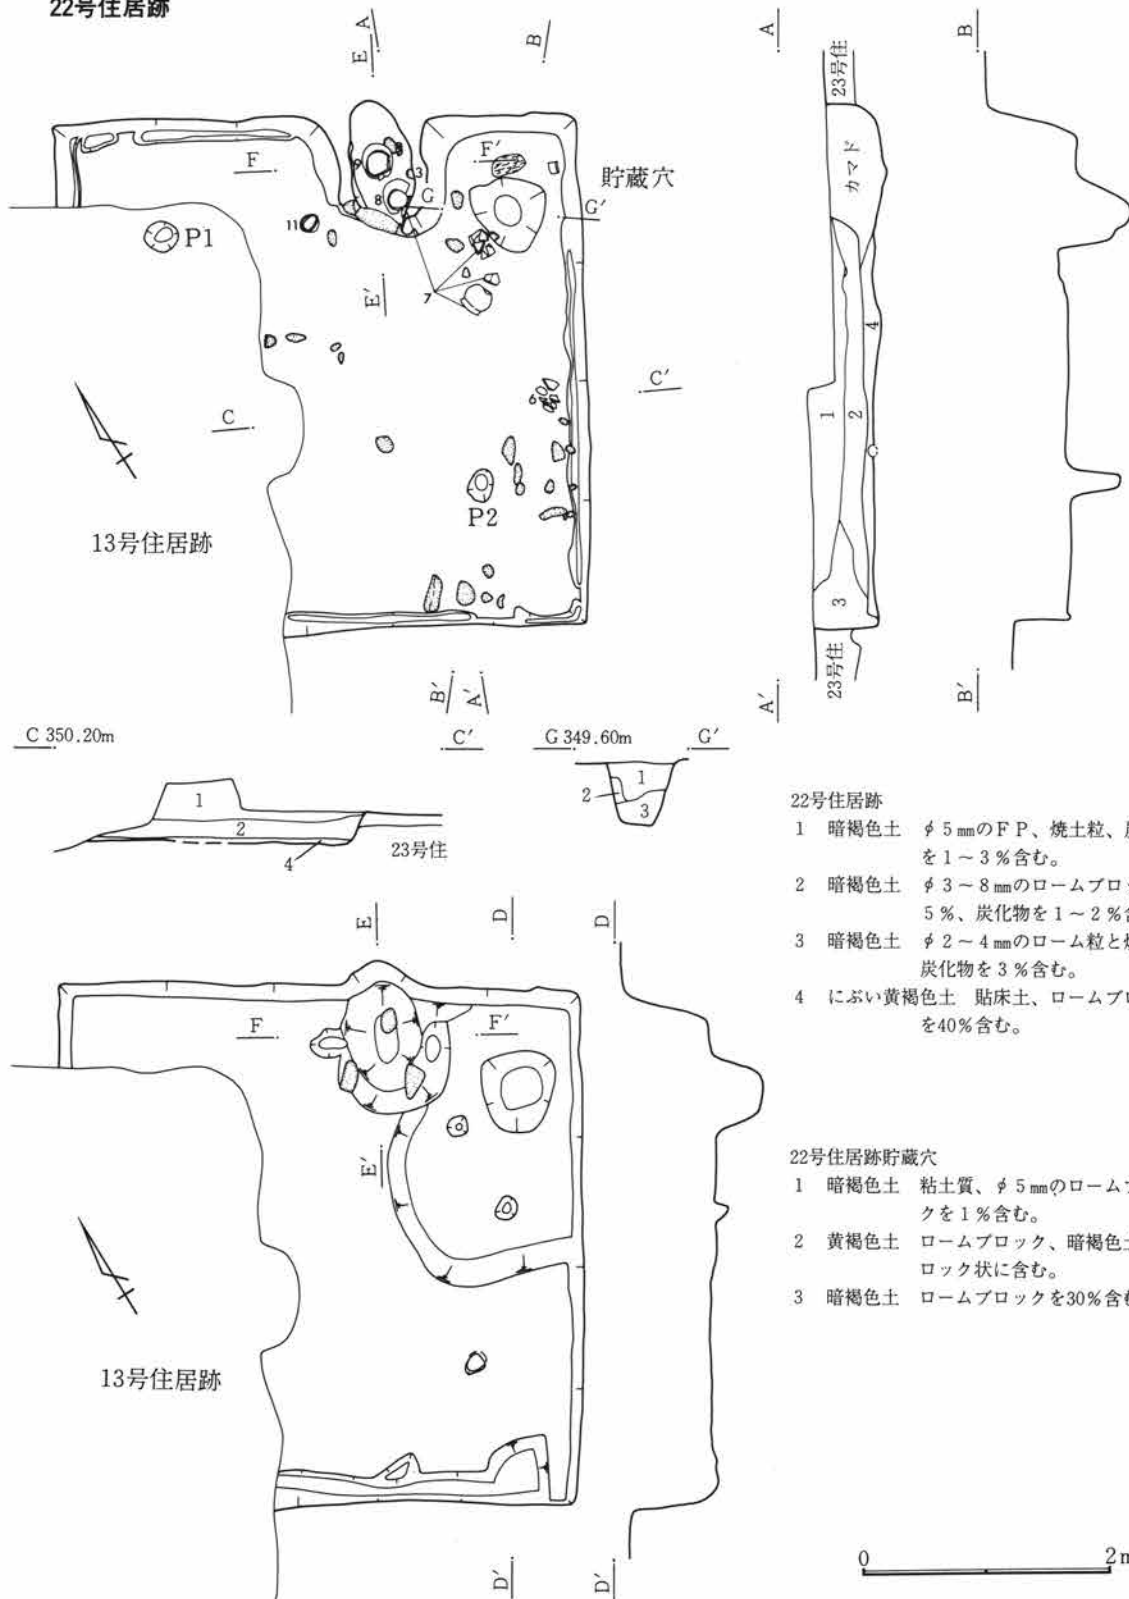 22号住居跡
A
E
B
A
B
23号住
カマド
F
F'
3
9
8
G
貯蔵穴
G'
11
P1
E'
7
4
C'
C
6
1
2
P2
13号住居跡
3
B'
A'
23号住
A'
B'
C 350.20m
C'
G 349.60m
G'
1
2
4
23号住
1
2
3
22号住居跡
1 暗褐色土 φ5㎜のFP、焼土粒、
を1~3%含む。
2 暗褐色土 φ3~8㎜のロームブロッ
5%、炭化物を1~2%
3 暗褐色土 φ2~4㎜のローム粒と
炭化物を3%含む。
4 にぶい黄褐色土 貼床土、ロームブロ
を40%含む。
E
D
D
F
F'
E'
13号住居跡
22号住居跡貯蔵穴
1 暗褐色土 粘土質、φ5㎜のローム
クを1%含む。
2 黄褐色土 ロームブロック、暗褐色土
ロック状に含む。
3 暗褐色土 ロームブロックを30%含
D'
D'
0 2m